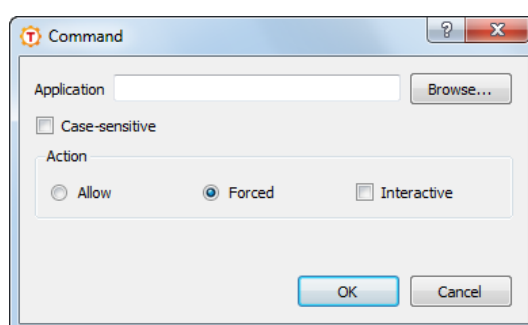 T Command ?
Application Browse...
Case-sensitive
Action
Allow Forced Interactive
OK Cancel